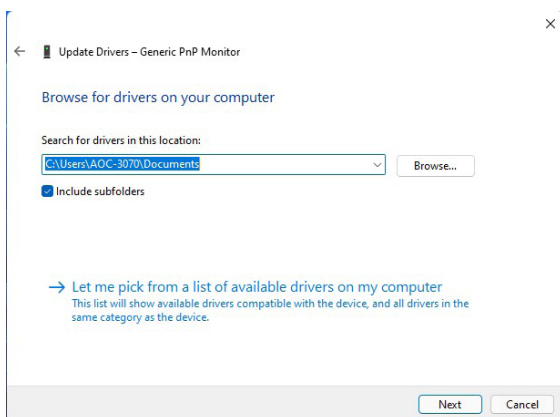 Update Drivers – Generic PnP Monitor
Browse for drivers on your computer
Search for drivers in this location:
C:\Users\AOC-3070\Documents
Browse...
Include subfolders
Let me pick from a list of available drivers on my computer
This list will show available drivers compatible with the device, and all drivers in the
same category as the device.
Next
Cancel